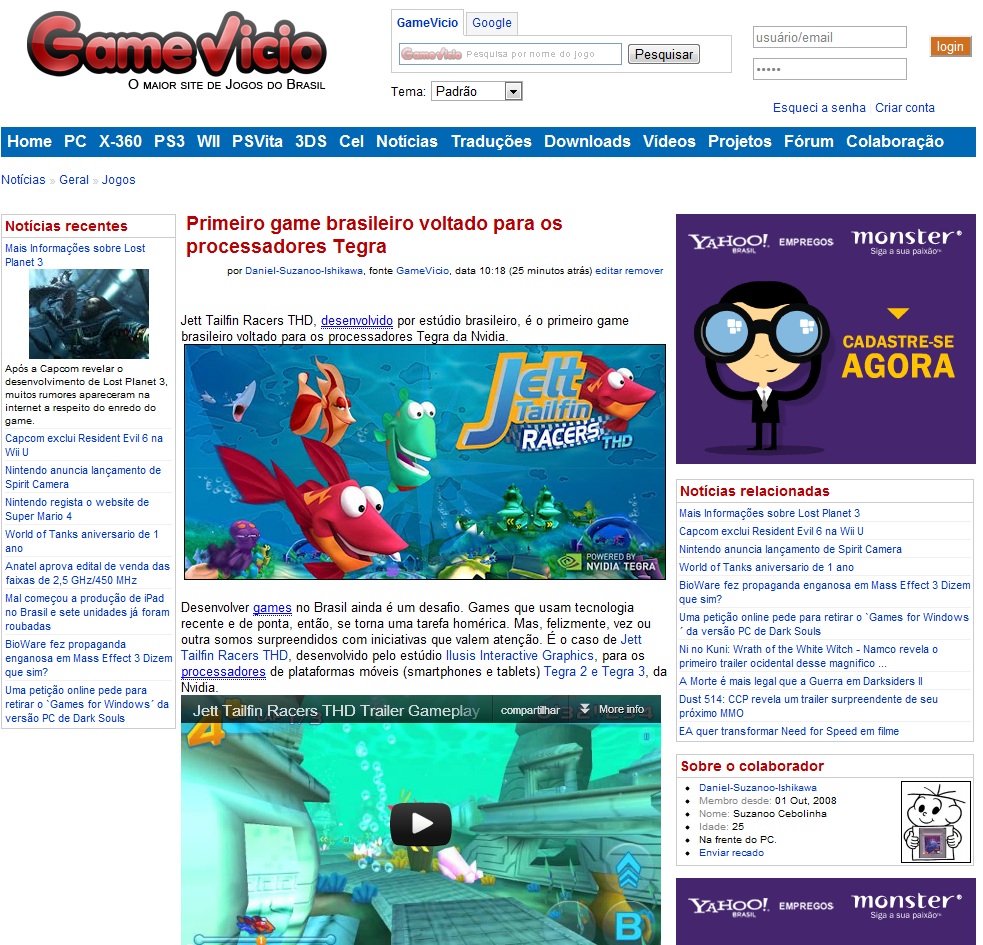 GameVicio
O maior site de Jogos do Brasil
GameVicio Google
GameVicio Pesquisa por nome do jogo Pesquisar
Tema: Padrão
usuário/email
•••••
login
Esqueci a senha Criar conta
Home PC X-360 PS3 WII PSVita 3DS Cel Notícias Traduções Downloads Vídeos Projetos Fórum Colaboração
Notícias » Geral » Jogos
Notícias recentes
Mais Informações sobre Lost
Planet 3
Após a Capcom revelar o
desenvolvimento de Lost Planet 3,
muitos rumores apareceram na
internet a respeito do enredo do
game.
Capcom exclui Resident Evil 6 na
Wii U
Nintendo anuncia lançamento de
Spirit Camera
Nintendo regista o website de
Super Mario 4
World of Tanks aniversario de 1
ano
Anatel aprova edital de venda das
faixas de 2,5 GHz/450 MHz
Mal começou a produção de iPad
no Brasil e sete unidades já foram
roubadas
BioWare fez propaganda
enganosa em Mass Effect 3 Dizem
que sim?
Uma petição online pede para
retirar o `Games for Windows´ da
versão PC de Dark Souls
Primeiro game brasileiro voltado para os
processadores Tegra
por Daniel-Suzanoo-Ishikawa, fonte GameVicio, data 10:18 (25 minutos atrás) editar remover
Jett Tailfin Racers THD, desenvolvido por estúdio brasileiro, é o primeiro game
brasileiro voltado para os processadores Tegra da Nvidia.
Jett
Tailfin
RACERS THD
POWERED BY
NVIDIA TEGRA
Desenvolver games no Brasil ainda é um desafio. Games que usam tecnologia
recente e de ponta, então, se torna uma tarefa homérica. Mas, felizmente, vez ou
outra somos surpreendidos com iniciativas que valem atenção. É o caso de Jett
Tailfin Racers THD, desenvolvido pelo estúdio Ilusis Interactive Graphics, para os
processadores de plataformas móveis (smartphones e tablets) Tegra 2 e Tegra 3, da
Nvidia.
Jett Tailfin Racers THD Trailer Gameplay compartilhar More info
4
B
YAHOO! EMPREGOS monster
BRASIL Siga a sua paixão
CADASTRE-SE
AGORA
Notícias relacionadas
Mais Informações sobre Lost Planet 3
Capcom exclui Resident Evil 6 na Wii U
Nintendo anuncia lançamento de Spirit Camera
World of Tanks aniversario de 1 ano
BioWare fez propaganda enganosa em Mass Effect 3 Dizem
que sim?
Uma petição online pede para retirar o `Games for Windows
´ da versão PC de Dark Souls
Ni no Kuni: Wrath of the White Witch - Namco revela o
primeiro trailer ocidental desse magnifico ...
A Morte é mais legal que a Guerra em Darksiders II
Dust 514: CCP revela um trailer surpreendente de seu
próximo MMO
EA quer transformar Need for Speed em filme
Sobre o colaborador
Daniel-Suzanoo-Ishikawa
Membro desde: 01 Out, 2008
Nome: Suzanoo Cebolinha
Idade: 25
Na frente do PC.
Enviar recado
YAHOO! EMPREGOS monster
BRASIL Siga a sua paixão